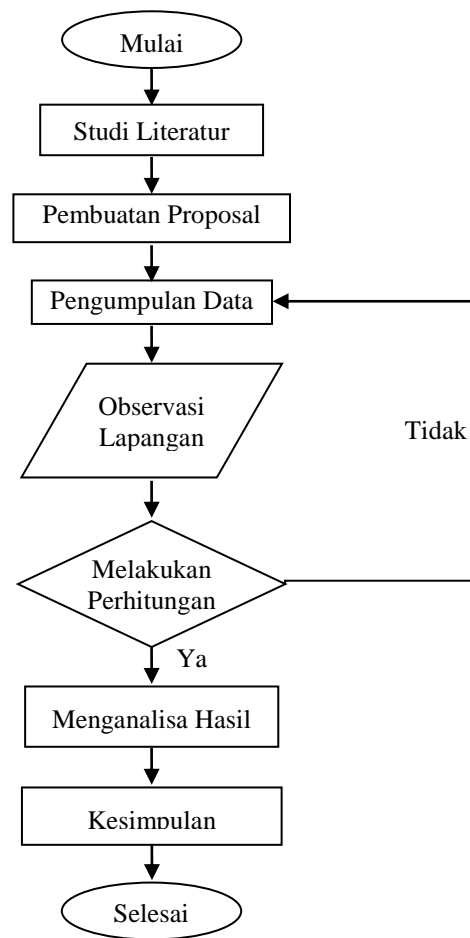 Mulai
Studi Literatur
Pembuatan Proposal
Pengumpulan Data
Observasi
Lapangan
Tidak
Melakukan
Perhitungan
Ya
Menganalisa Hasil
Kesimpulan
Selesai